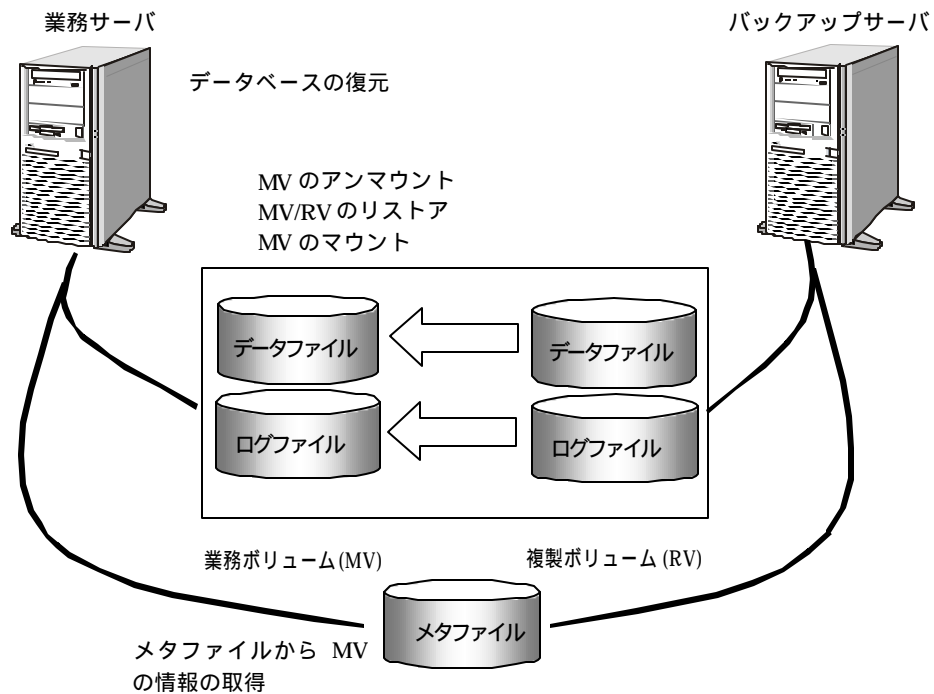 業務サーバ
バックアップサーバ
データベースの復元
MV のアンマウント
MV/RV のリストア
MV のマウント
データファイル
データファイル
ログファイル
ログファイル
業務ボリューム(MV)
複製ボリューム (RV)
メタファイル
メタファイルから MV
の情報の取得